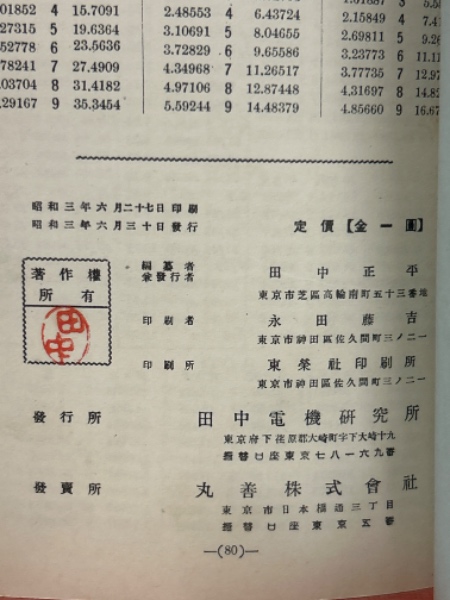 .01852 4 15.7091 2.48553 4 6.43724 2.15849 4
.27315 5 19.6364 3.10691 5 8.04655 2.69811 5
.52778 6 23.5636 3.72829 6 9.65586 3.23773 6
.78241 7 27.4909 4.34968 7 11.26517 3.77735 7
.03704 8 31.4182 4.97106 8 12.87448 4.31697 8
.29167 9 35.3454 5.59244 9 14.48379 4.85660 9
昭和三年六月二十七日印刷
昭和三年六月三十日發行
定價【金一圓】
著作權
所有
田中
編纂者
兼發行者
田中正平
東京市芝區高輪南町五十三番地
印刷者
永田藤吉
東京市神田區佐久間町三ノ二一
印刷所
東榮社印刷所
東京市神田區佐久間町三ノ二一
發行所
田中電機硏究所
東京府下荏原郡大崎町字下大崎十九
振替口座東京七八一六九番
發賣所
丸善株式會社
東京市日本橋通三丁目
振替口座東京五番
—(80)—